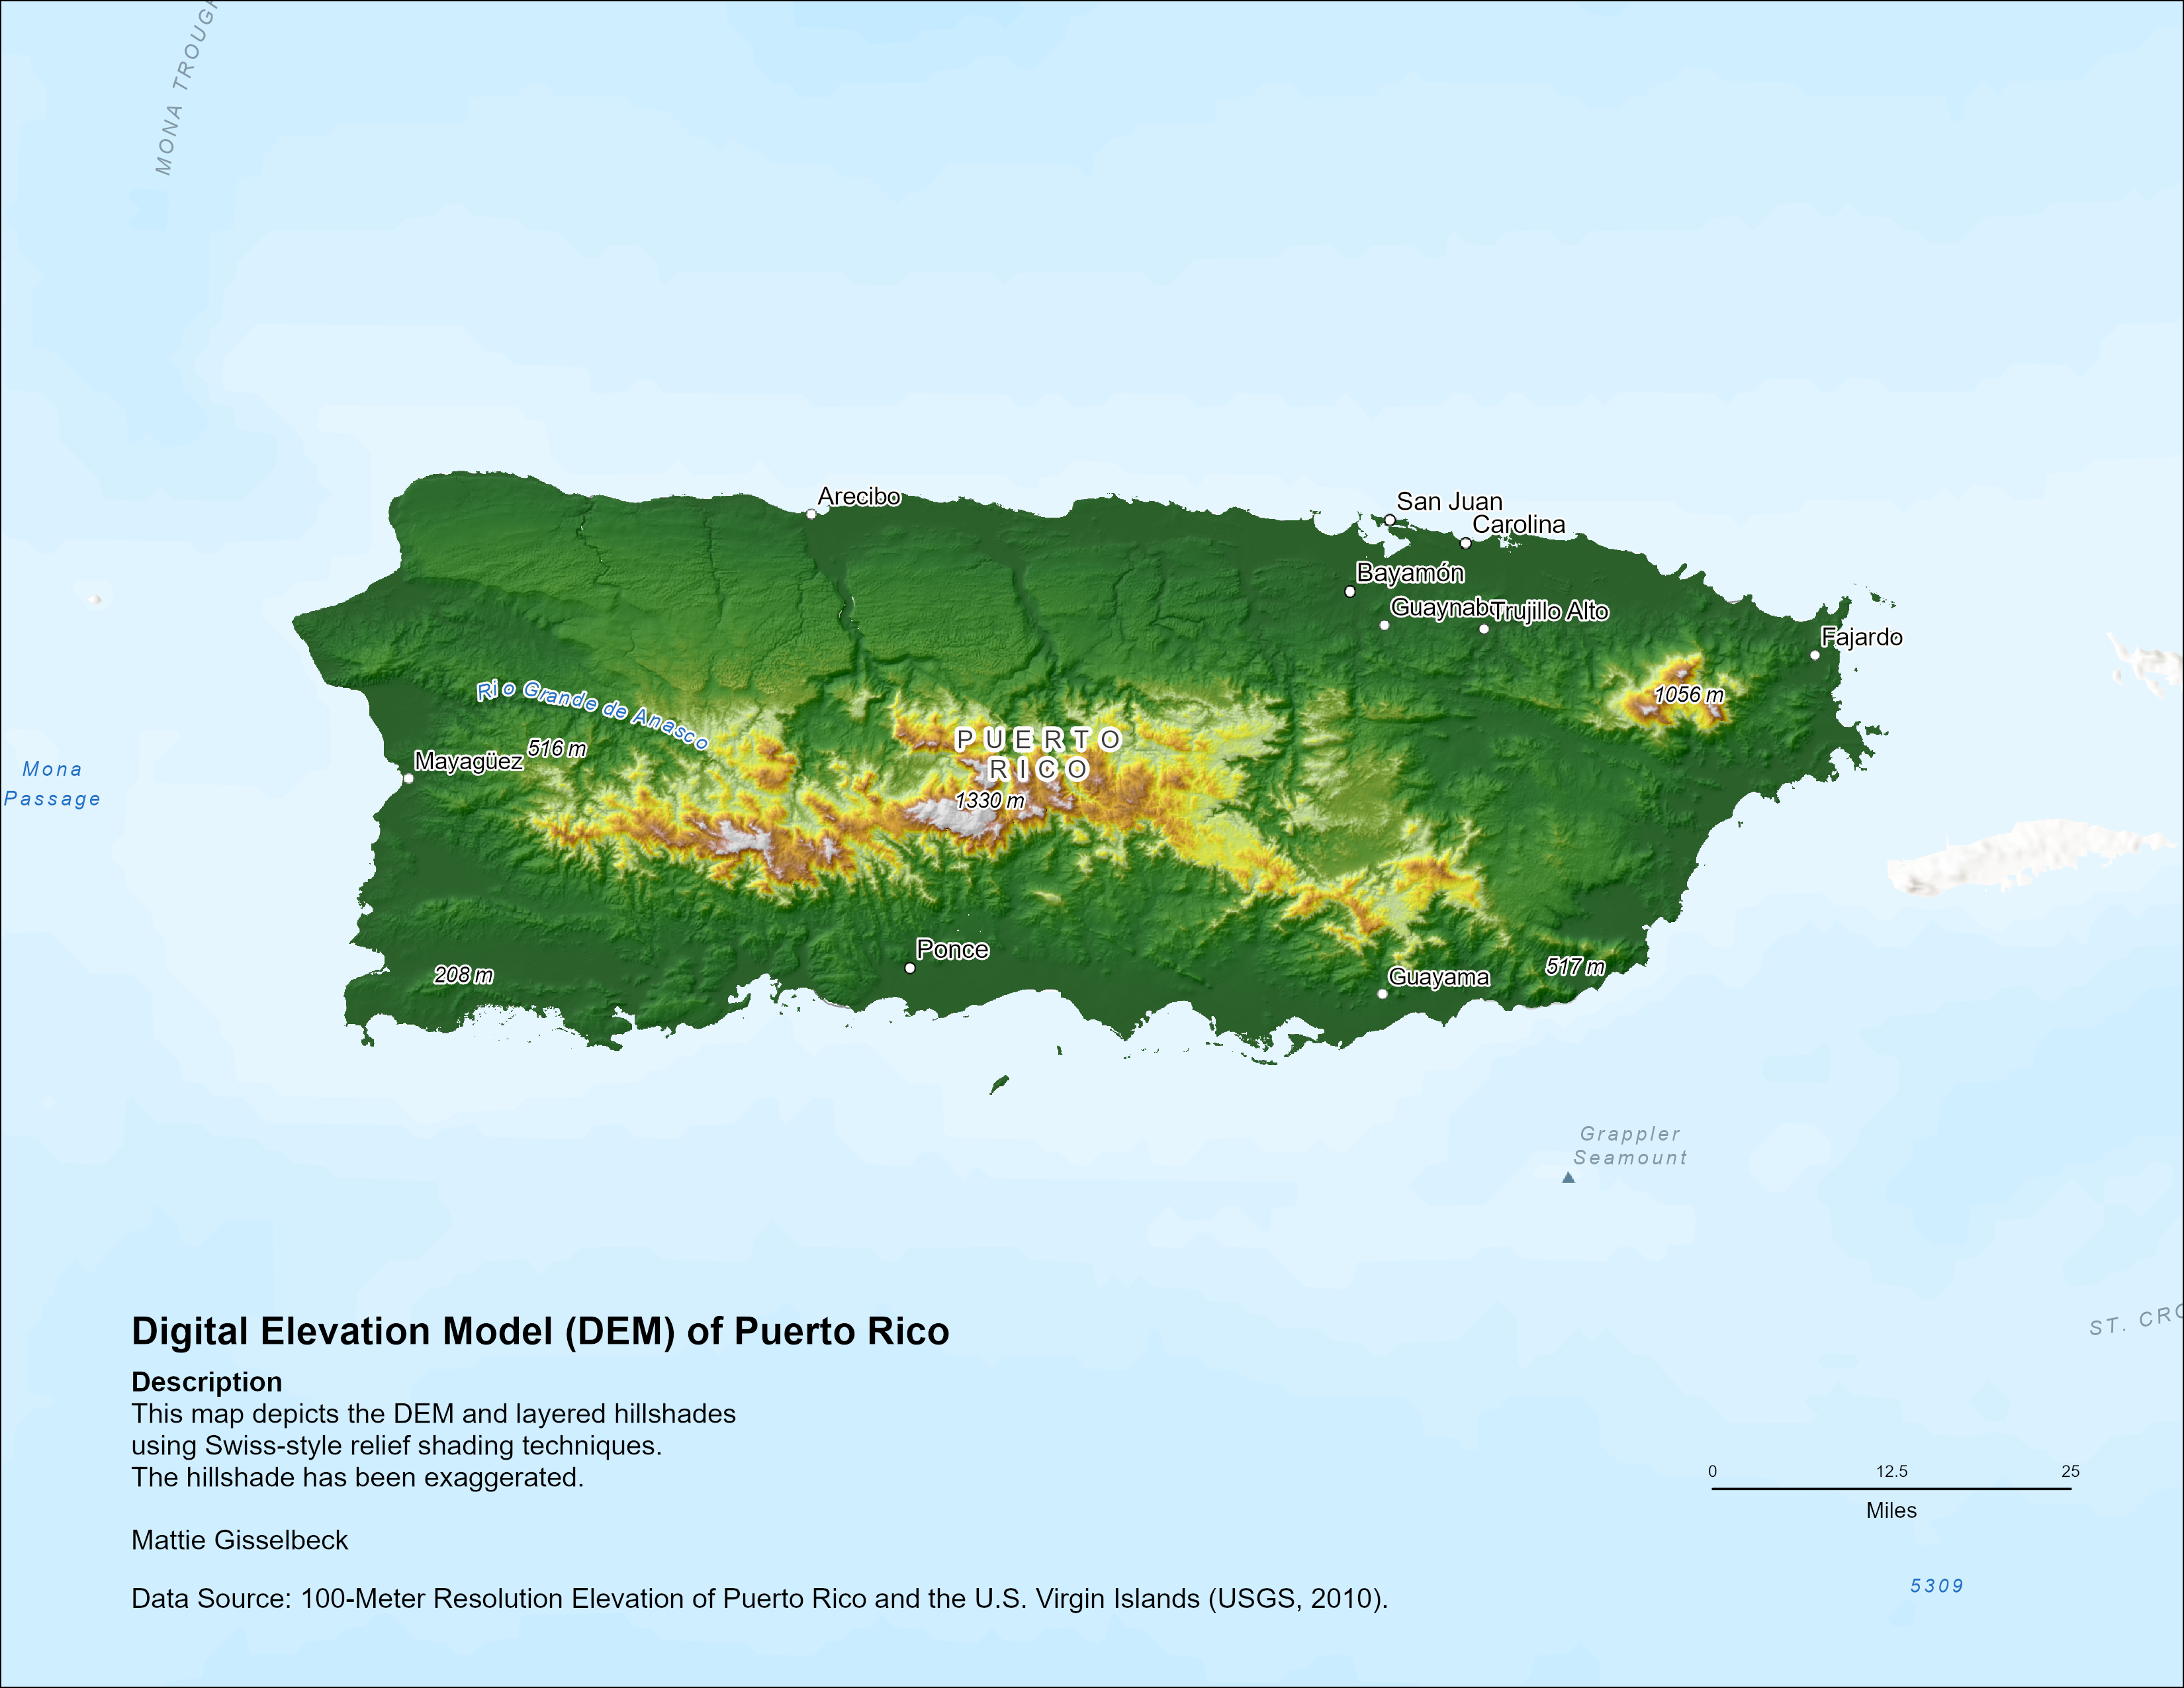 MONA TROUGH
Arecibo
San Juan
Carolina
Bayamón
Guaynabo
Trujillo Alto
Fajardo
Rio Grande de Anasco
1056 m
PUERTO
RICO
516 m
Mayagüez
Mona
Passage
1330 m
Ponce
208 m
517 m
Guayama
Grappler
Seamount
ST. CRO
Digital Elevation Model (DEM) of Puerto Rico
Description
This map depicts the DEM and layered hillshades
using Swiss-style relief shading techniques.
The hillshade has been exaggerated.
0 12.5 25
Miles
Mattie Gisselbeck
5309
Data Source: 100-Meter Resolution Elevation of Puerto Rico and the U.S. Virgin Islands (USGS, 2010).